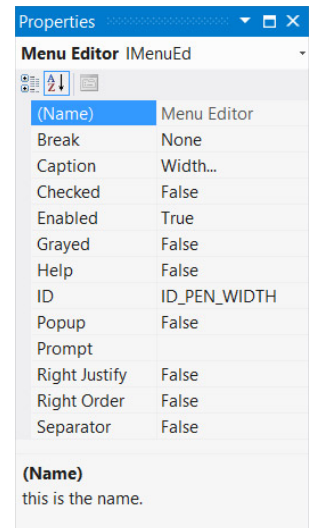 Properties
Menu Editor IMenuEd
(Name) Menu Editor
Break None
Caption Width...
Checked False
Enabled True
Grayed False
Help False
ID ID_PEN_WIDTH
Popup False
Prompt
Right Justify False
Right Order False
Separator False
(Name)
this is the name.